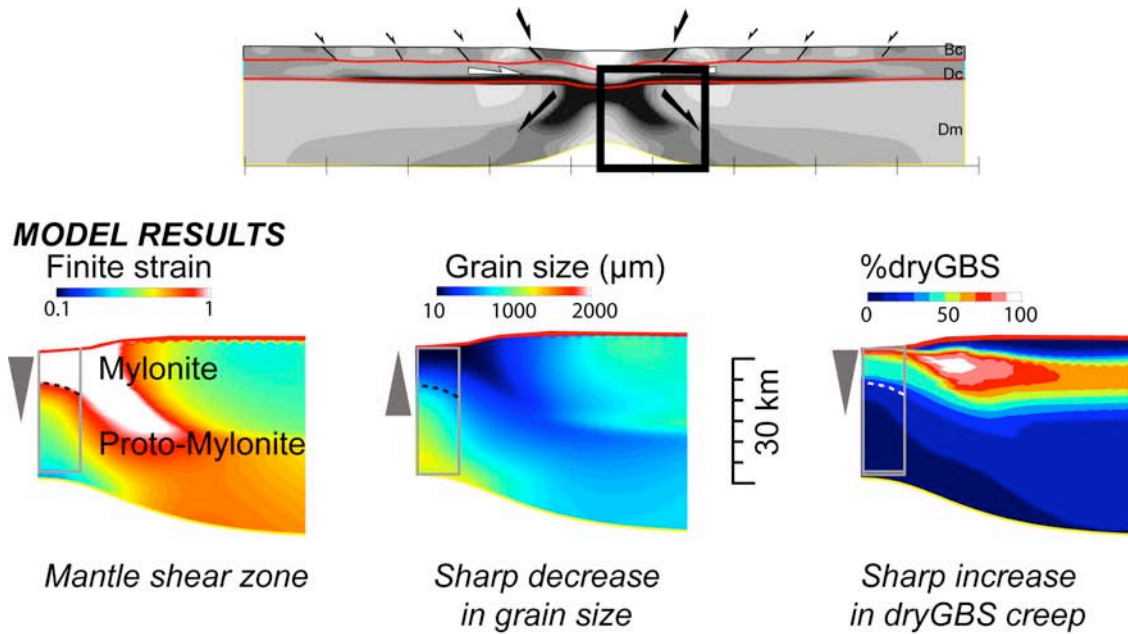 Bc
Dc
Dm
MODEL RESULTS
Finite strain
0.1 1
Grain size (µm)
10 1000 2000
%dryGBS
0 50 100
Mylonite
Proto-Mylonite
30 km
Mantle shear zone
Sharp decrease
in grain size
Sharp increase
in dryGBS creep